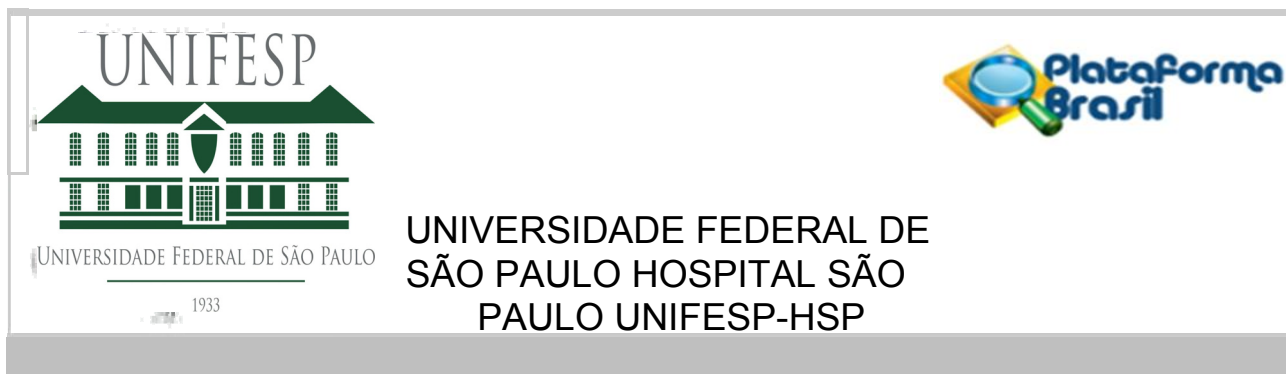 UNIFESP
UNIVERSIDADE FEDERAL DE SÃO PAULO
1933
Plataforma
Brasil
UNIVERSIDADE FEDERAL DE
SÃO PAULO HOSPITAL SÃO
PAULO UNIFESP-HSP